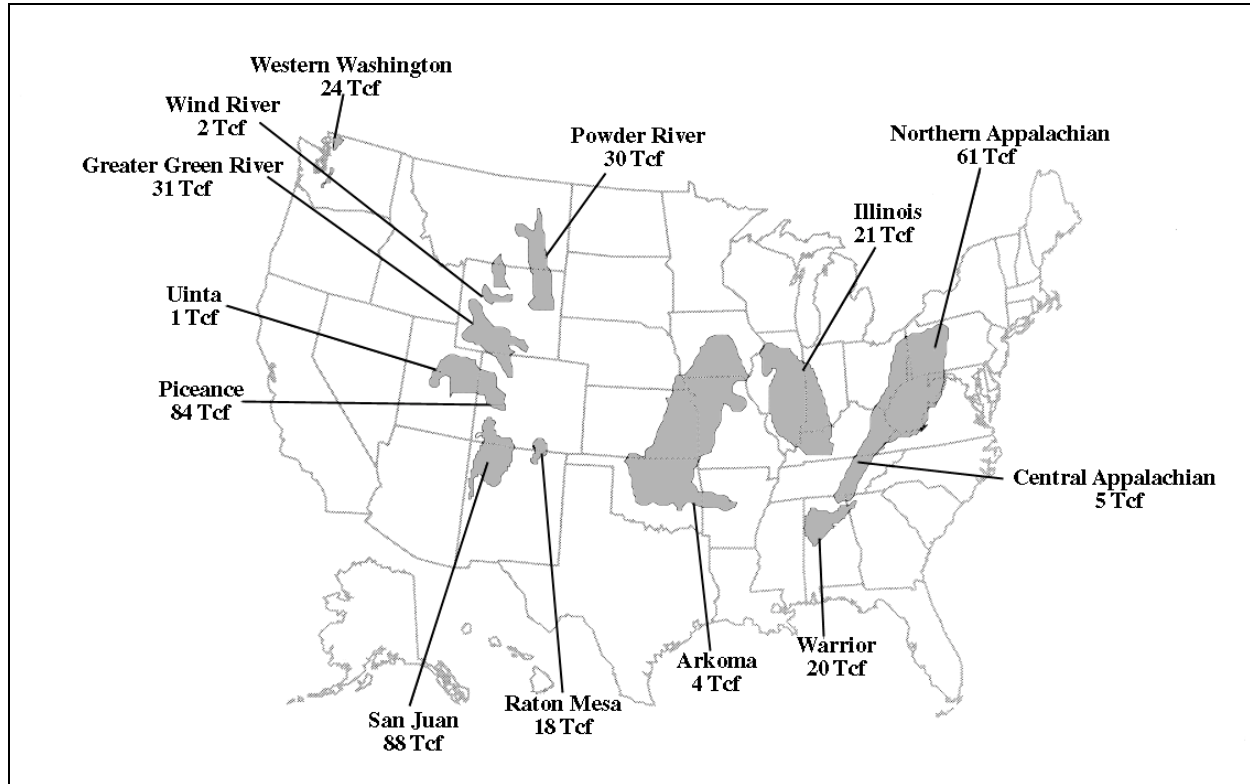 Western Washington
24 Tcf
Wind River
2 Tcf
Greater Green River
31 Tcf
Powder River
30 Tcf
Northern Appalachian
61 Tcf
Illinois
21 Tcf
Uinta
1 Tcf
Piceance
84 Tcf
Central Appalachian
5 Tcf
Warrior
20 Tcf
Arkoma
4 Tcf
Raton Mesa
18 Tcf
San Juan
88 Tcf